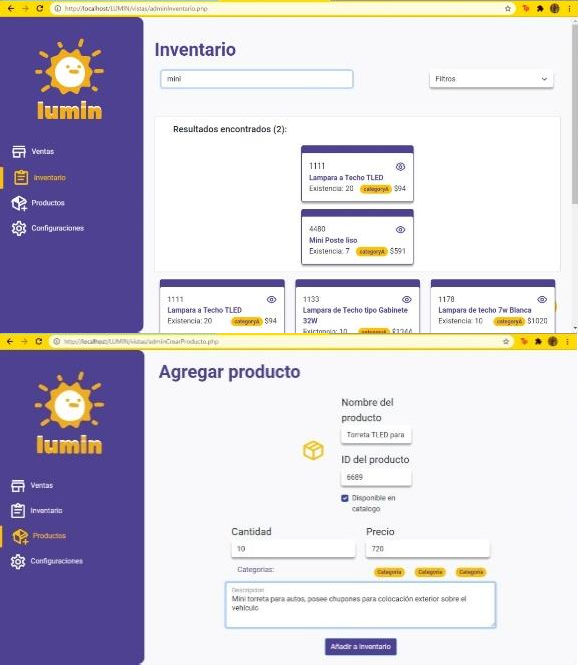 http://localhost/LUMIN/vistas/adminInventario.php
Inventario
mini
Filtros
lumin
Resultados encontrados (2):
Ventas
Inventario
Productos
Configuraciones
1111
Lampara a Techo TLED
Existencia: 20 categoryA $94
4480
Mini Poste liso
Existencia: 7 categoryA $591
1111
Lampara a Techo TLED
Existencia: 20 categoryA $94
1133
Lampara de Techo tipo Gabinete
32W
Existencia: 10 categoryA $1344
1178
Lampara de techo 7w Blanca
Existencia: 10 categoryA $1020
http://localhost/LUMIN/vistas/adminCrearProducto.php
Agregar producto
lumin
Ventas
Inventario
Productos
Configuraciones
Nombre del
producto
Torreta TLED para
ID del producto
6689
Disponible en
catalogo
Cantidad
10
Precio
720
Categorias:
Categoria Categoria Categoria
Descripcion
Mini torreta para autos, posee chupones para colocación exterior sobre el
vehículo
Añadir a Inventario